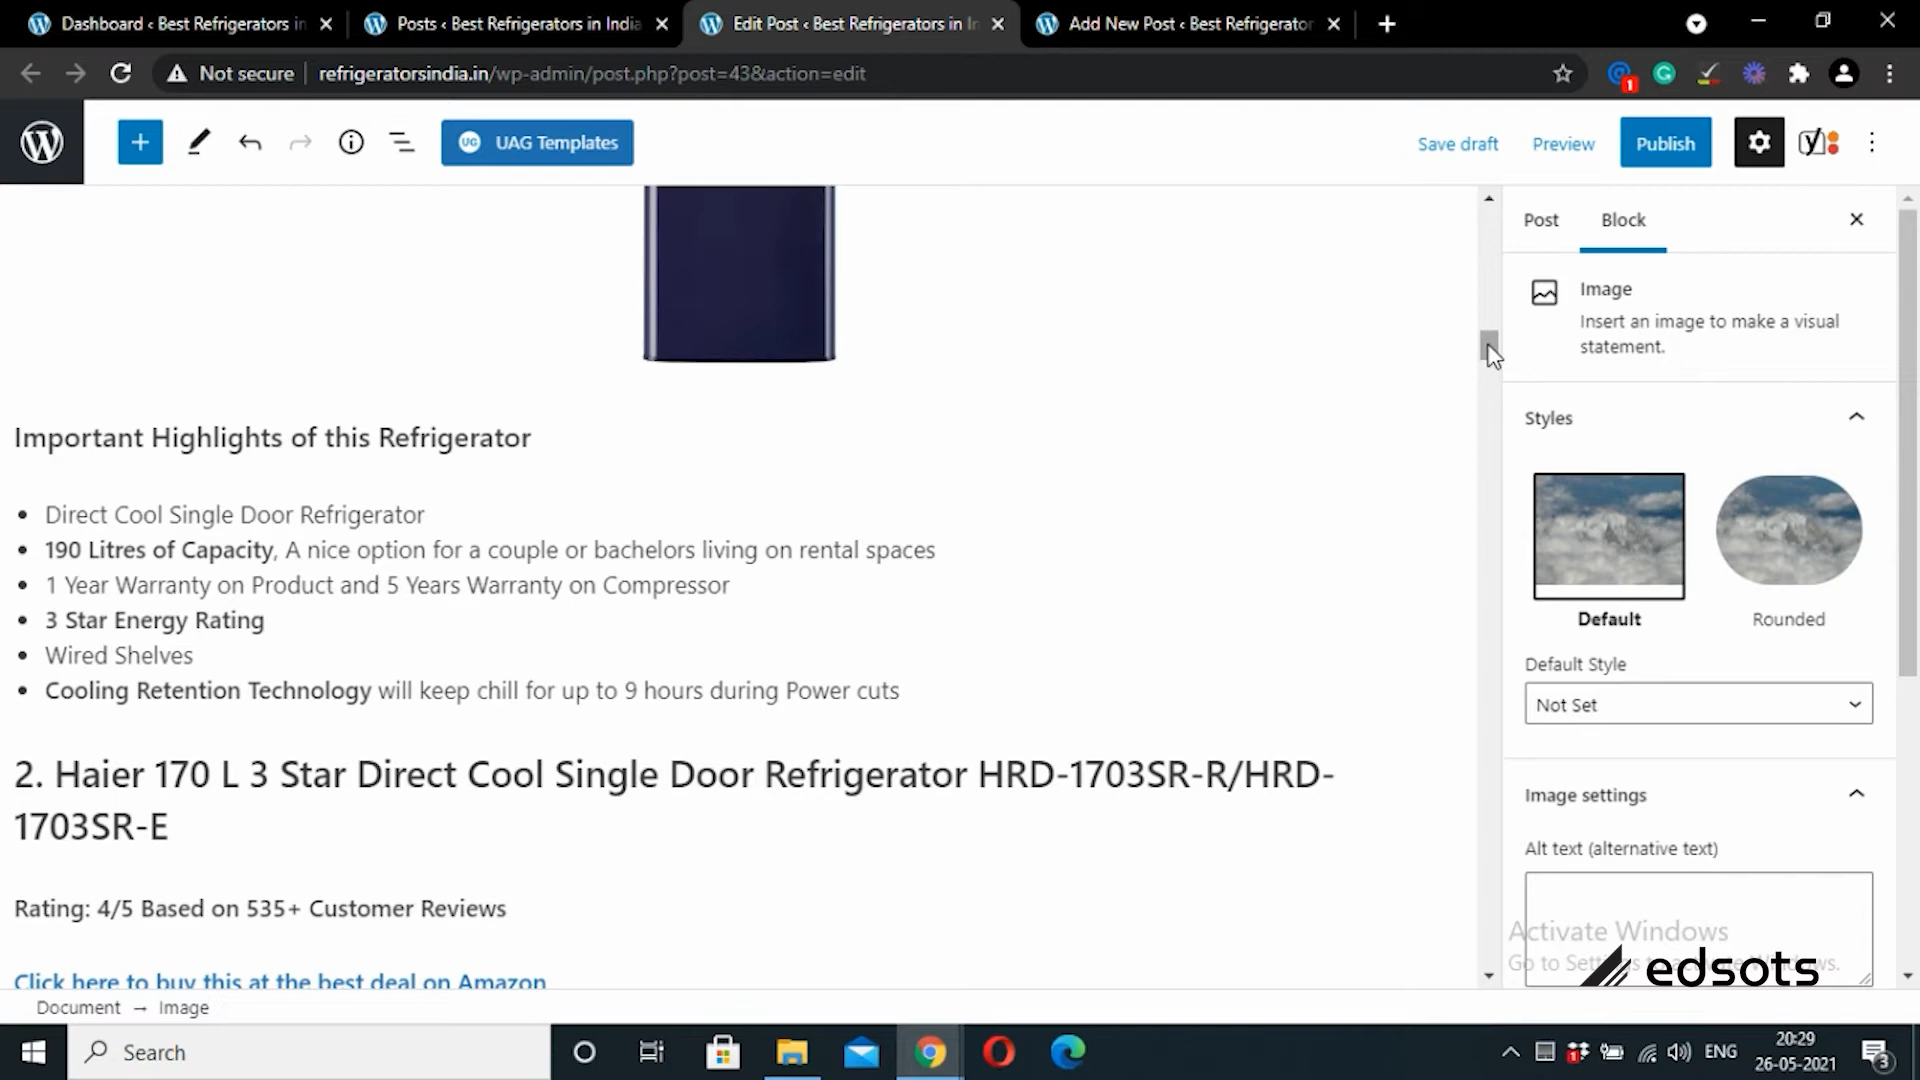 Dashboard ‹ Best Refrigerators in
Posts ‹ Best Refrigerators in India
Edit Post ‹ Best Refrigerators in In
Add New Post ‹ Best Refrigerator
Not secure
refrigeratorsindia.in/wp-admin/post.php?post=43&action=edit
1
UAG Templates
Save draft
Preview
Publish
Post
Block
Image
Insert an image to make a visual
statement.
Styles
Default
Rounded
Default Style
Not Set
Image settings
Alt text (alternative text)
Important Highlights of this Refrigerator
• Direct Cool Single Door Refrigerator
• 190 Litres of Capacity, A nice option for a couple or bachelors living on rental spaces
• 1 Year Warranty on Product and 5 Years Warranty on Compressor
• 3 Star Energy Rating
• Wired Shelves
• Cooling Retention Technology will keep chill for up to 9 hours during Power cuts
2. Haier 170 L 3 Star Direct Cool Single Door Refrigerator HRD-1703SR-R/HRD-
1703SR-E
Rating: 4/5 Based on 535+ Customer Reviews
Click here to buy this at the best deal on Amazon
Activate Windows
Go to
edsots
Document → Image
Search
ENG
20:29
26-05-2021
3